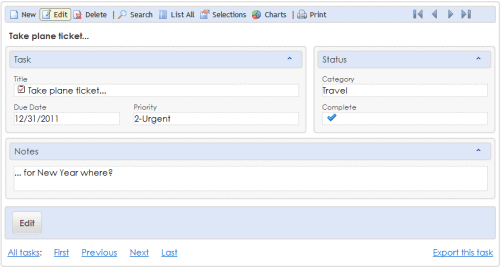 New Edit Delete | Search List All Selections Charts | Print
Take plane ticket...
Task
Status
Title
Category
Take plane ticket...
Travel
Due Date
Priority
Complete
12/31/2011
2-Urgent
Notes
... for New Year where?
Edit
All tasks: First Previous Next Last
Export this task